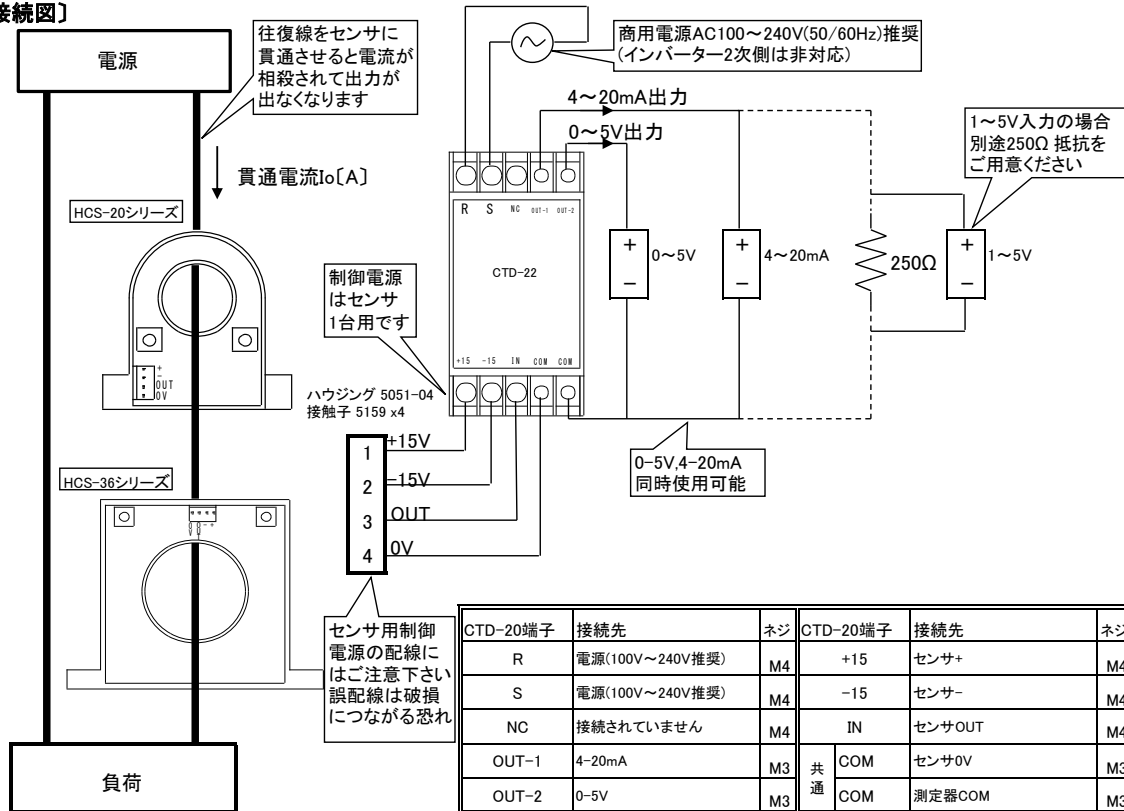 接続図〕
電源
往復線をセンサに
貫通させると電流が
相殺されて出力が
出なくなります
商用電源AC100～240V(50/60Hz)推奨
(インバーター2次側は非対応)
4～20mA出力
0～5V出力
1～5V入力の場合
別途250Ω 抵抗を
ご用意ください
貫通電流Io〔A〕
HCS-20シリーズ
R S NC OUT-1 OUT-2
CTD-22
+15 -15 IN COM COM
+
−
0～5V
+
−
4～20mA
250Ω
+
−
1～5V
制御電源
はセンサ
1台用です
+
-
OUT
0V
ハウジング 5051-04
接触子 5159 x4
1 +15V
2 -15V
3 OUT
4 0V
0-5V,4-20mA
同時使用可能
HCS-36シリーズ
センサ用制御
電源の配線に
はご注意下さい
誤配線は破損
につながる恐れ
負荷
CTD-20端子 接続先 ネジ CTD-20端子 接続先 ネジ
R 電源(100V～240V推奨) M4 +15 センサ+ M4
S 電源(100V～240V推奨) M4 -15 センサ- M4
NC 接続されていません M4 IN センサOUT M4
OUT-1 4-20mA M3 共通 COM センサ0V M3
OUT-2 0-5V M3 COM 測定器COM M3